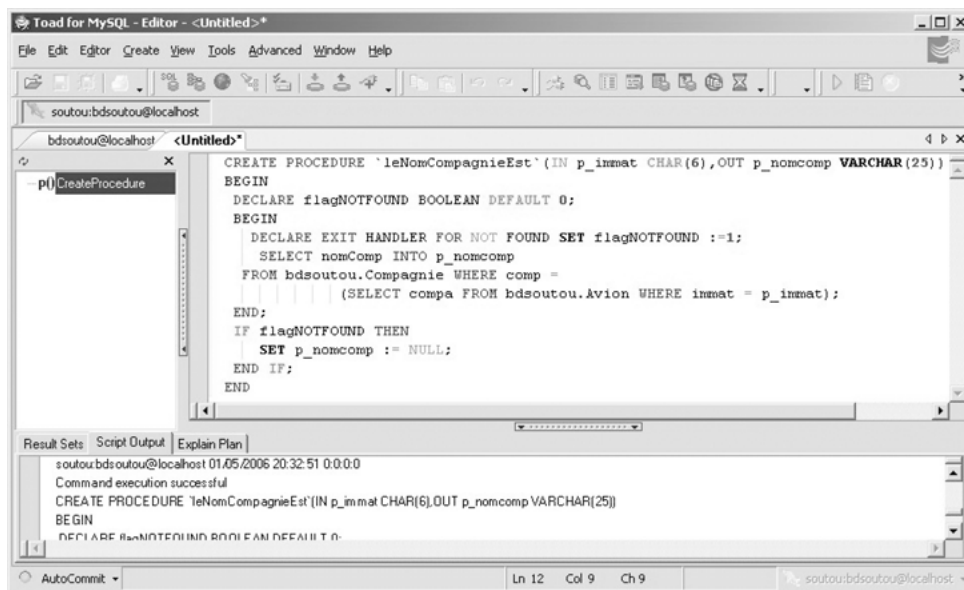 Toad for MySQL - Editor - <Untitled>*
File Edit Editor Create View Tools Advanced Window Help
SQL
soutou:bdsoutou@localhost
bdsoutou@localhost <Untitled>*
p() CreateProcedure
CREATE PROCEDURE `leNomCompagnieEst`(IN p_immat CHAR(6),OUT p_nomcomp VARCHAR(25))
BEGIN
DECLARE flagNOTFOUND BOOLEAN DEFAULT 0;
BEGIN
DECLARE EXIT HANDLER FOR NOT FOUND SET flagNOTFOUND :=1;
SELECT nomComp INTO p_nomcomp
FROM bdsoutou.Compagnie WHERE comp =
(SELECT compa FROM bdsoutou.Avion WHERE immat = p_immat);
END;
IF flagNOTFOUND THEN
SET p_nomcomp := NULL;
END IF;
END
Result Sets Script Output Explain Plan
soutou:bdsoutou@localhost 01/05/2006 20:32:51 0:0:0:0
Command execution successful
CREATE PROCEDURE `leNomCompagnieEst`(IN p_immat CHAR(6),OUT p_nomcomp VARCHAR(25))
BEGIN
DECLARE flagNOTFOUND BOOLEAN DEFAULT 0;
AutoCommit Ln 12 Col 9 Ch 9 soutou:bdsoutou@localhost